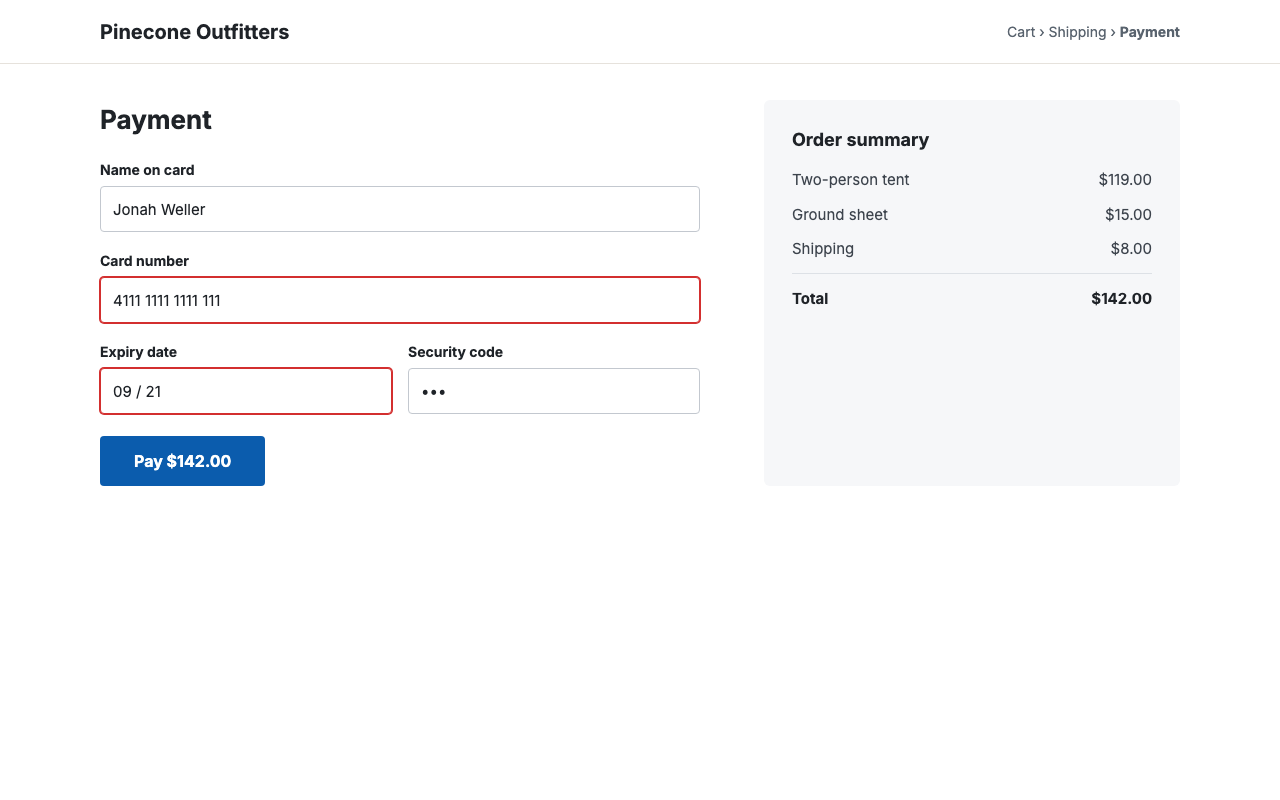 Pinecone Outfitters
Cart › Shipping › Payment
Payment
Name on card
Jonah Weller
Card number
4111 1111 1111 111
Expiry date
Security code
09 / 21
•••
Pay $142.00
Order summary
Two-person tent $119.00
Ground sheet $15.00
Shipping $8.00
Total $142.00